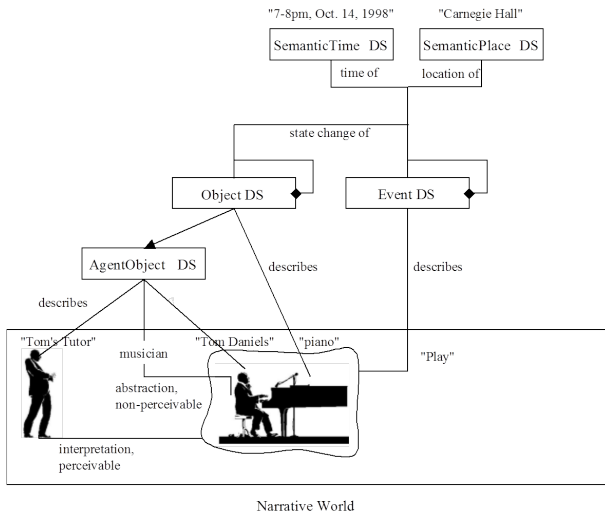 "7-8pm, Oct. 14, 1998" "Carnegie Hall"
SemanticTime DS SemanticPlace DS
time of location of
state change of
Object DS Event DS
AgentObject DS
describes describes
describes
"Tom's Tutor" "Tom Daniels" "piano"
musician "Play"
abstraction,
non-perceivable
interpretation,
perceivable
Narrative World